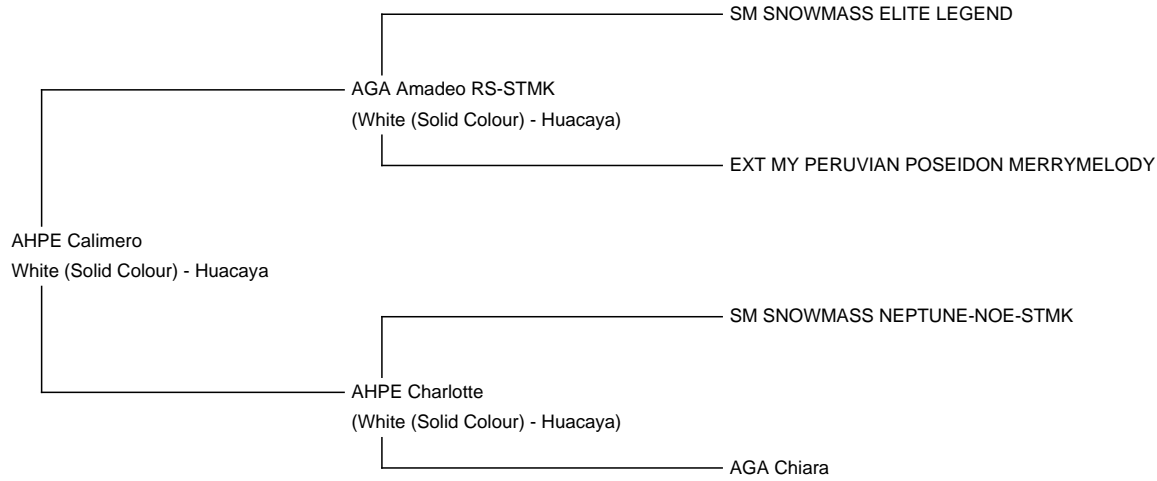 SM SNOWMASS ELITE LEGEND
AGA Amadeo RS-STMK
(White (Solid Colour) - Huacaya)
EXT MY PERUVIAN POSEIDON MERRYMELODY
AHPE Calimero
White (Solid Colour) - Huacaya
SM SNOWMASS NEPTUNE-NOE-STMK
AHPE Charlotte
(White (Solid Colour) - Huacaya)
AGA Chiara